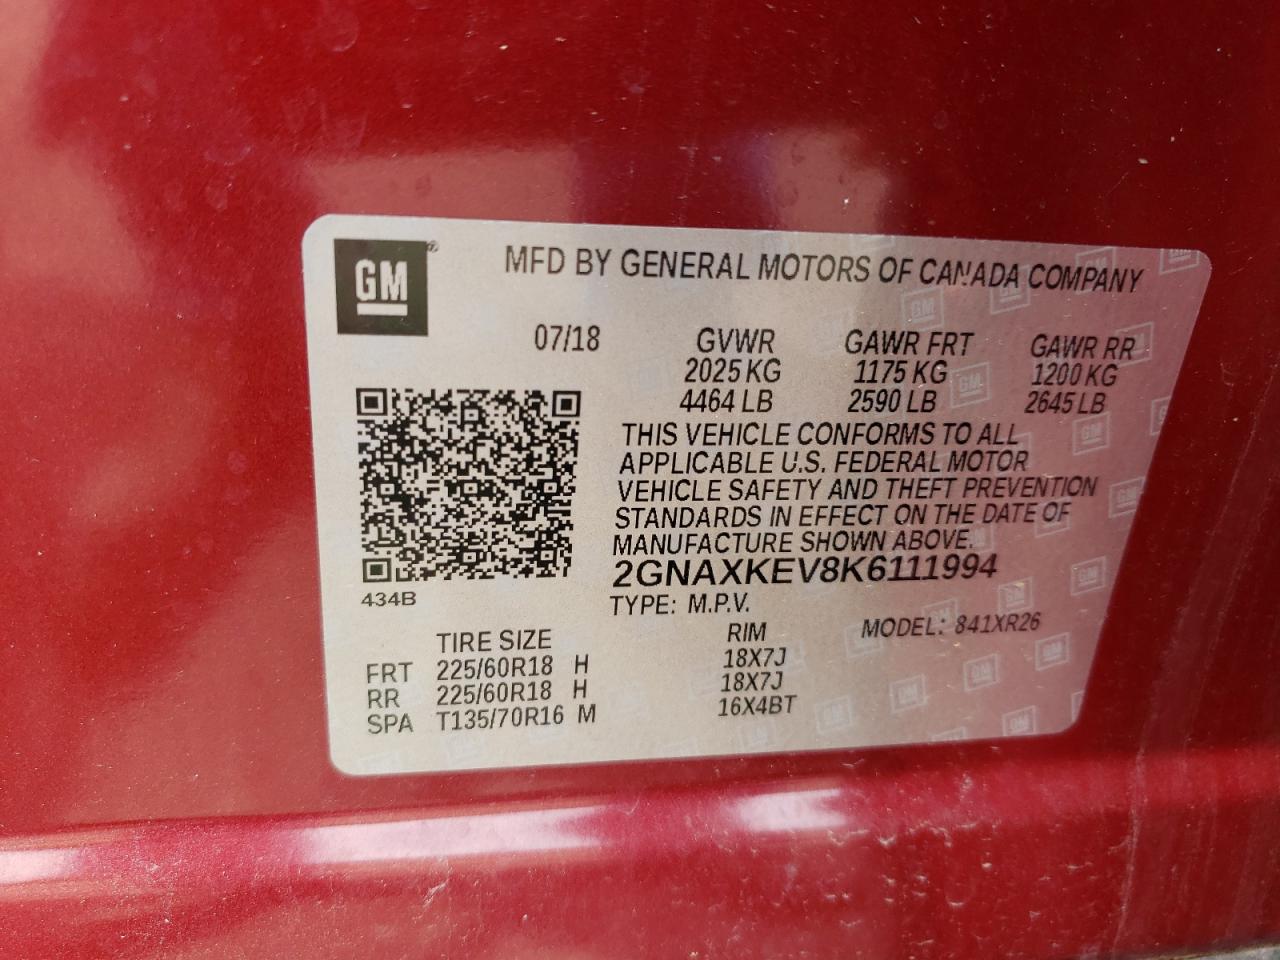 GM®
MFD BY GENERAL MOTORS OF CANADA COMPANY
07/18 GVWR GAWR FRT GAWR RR
2025 KG 1175 KG 1200 KG
4464 LB 2590 LB 2645 LB
THIS VEHICLE CONFORMS TO ALL
APPLICABLE U.S. FEDERAL MOTOR
VEHICLE SAFETY AND THEFT PREVENTION
STANDARDS IN EFFECT ON THE DATE OF
MANUFACTURE SHOWN ABOVE.
2GNAXKEV8K6111994
434B
TYPE: M.P.V.
MODEL: 841XR26
TIRE SIZE RIM
FRT 225/60R18 H 18X7J
RR 225/60R18 H 18X7J
SPA T135/70R16 M 16X4BT